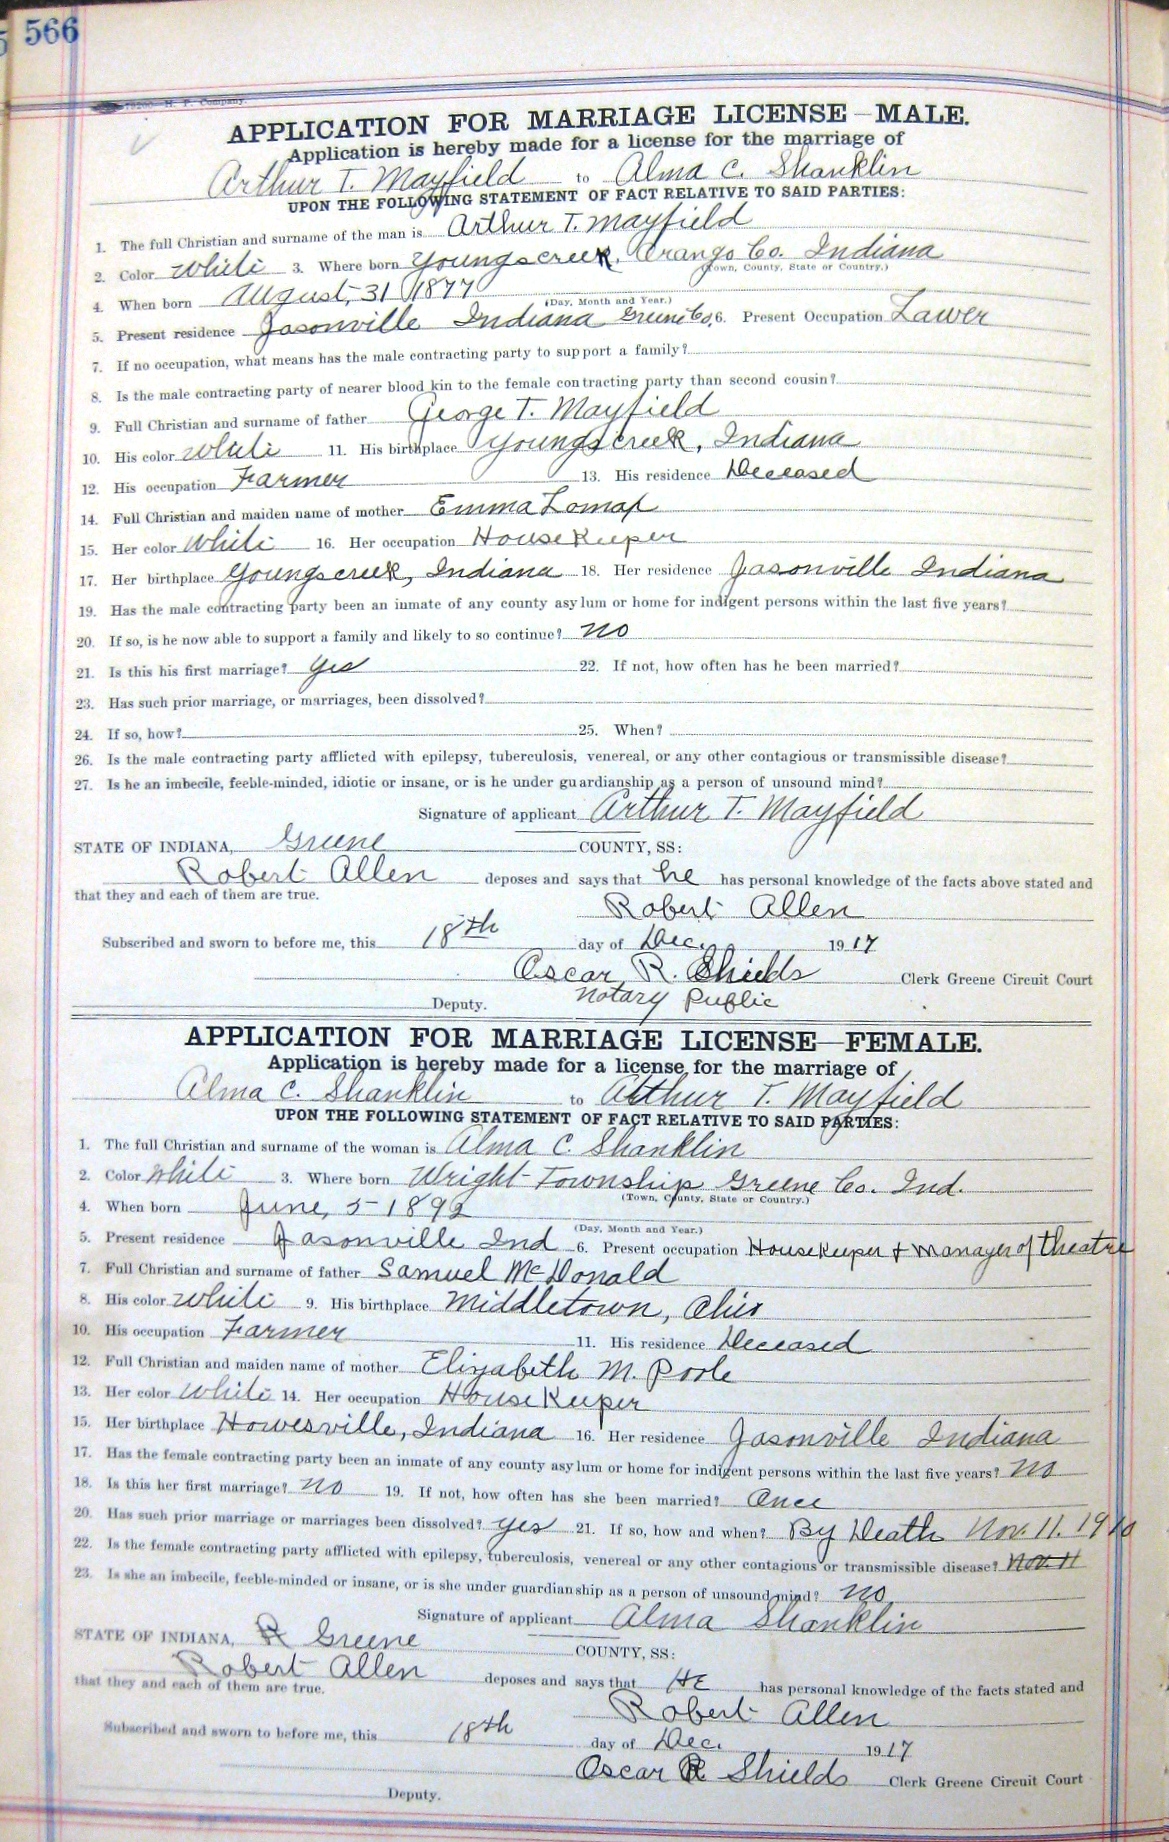 566
75200 H. P. Company.
APPLICATION FOR MARRIAGE LICENSE—MALE.
Application is hereby made for a license for the marriage of
Arthur T. Mayfield to Alma C. Shanklin
UPON THE FOLLOWING STATEMENT OF FACT RELATIVE TO SAID PARTIES:
1. The full Christian and surname of the man is Arthur T. Mayfield
2. Color White 3. Where born Youngscreek, Orange Co. Indiana
(Town, County, State or Country.)
4. When born August, 31 1877
(Day, Month and Year.)
5. Present residence Jasonville Indiana Greene Co. 6. Present Occupation Lawer
7. If no occupation, what means has the male contracting party to support a family?
8. Is the male contracting party of nearer blood kin to the female contracting party than second cousin?
9. Full Christian and surname of father George T. Mayfield
10. His color White 11. His birthplace Youngscreek, Indiana
12. His occupation Farmer 13. His residence Deceased
14. Full Christian and maiden name of mother Emma Lomax
15. Her color White 16. Her occupation House Keeper
17. Her birthplace Youngscreek, Indiana 18. Her residence Jasonville Indiana
19. Has the male contracting party been an inmate of any county asylum or home for indigent persons within the last five years?
20. If so, is he now able to support a family and likely to so continue? no
21. Is this his first marriage? yes 22. If not, how often has he been married?
23. Has such prior marriage, or marriages, been dissolved?
24. If so, how? 25. When?
26. Is the male contracting party afflicted with epilepsy, tuberculosis, venereal, or any other contagious or transmissible disease?
27. Is he an imbecile, feeble-minded, idiotic or insane, or is he under guardianship as a person of unsound mind?
Signature of applicant Arthur T. Mayfield
STATE OF INDIANA, Greene COUNTY, SS:
Robert Allen deposes and says that he has personal knowledge of the facts above stated and
that they and each of them are true.
Robert Allen
Subscribed and sworn to before me, this 18th day of Dec. 1917
Oscar R. Shields Clerk Greene Circuit Court
Deputy. Notary Public
APPLICATION FOR MARRIAGE LICENSE—FEMALE.
Application is hereby made for a license for the marriage of
Alma C. Shanklin to Arthur T. Mayfield
UPON THE FOLLOWING STATEMENT OF FACT RELATIVE TO SAID PARTIES:
1. The full Christian and surname of the woman is Alma C. Shanklin
2. Color White 3. Where born Wright Township Greene Co. Ind.
(Town, County, State or Country.)
4. When born June, 5 1892
(Day, Month and Year.)
5. Present residence Jasonville Ind 6. Present occupation House Keeper & Manager of theatre
7. Full Christian and surname of father Samuel McDonald
8. His color White 9. His birthplace Middletown, Ohio
10. His occupation Farmer 11. His residence Deceased
12. Full Christian and maiden name of mother Elizabeth M. Poole
13. Her color White 14. Her occupation House Keeper
15. Her birthplace Howesville, Indiana 16. Her residence Jasonville Indiana
17. Has the female contracting party been an inmate of any county asylum or home for indigent persons within the last five years? no
18. Is this her first marriage? no 19. If not, how often has she been married? Once
20. Has such prior marriage or marriages been dissolved? yes 21. If so, how and when? By Death Nov. 11. 1910
22. Is the female contracting party afflicted with epilepsy, tuberculosis, venereal or any other contagious or transmissible disease? Nov. 11
23. Is she an imbecile, feeble-minded or insane, or is she under guardianship as a person of unsound mind? no
Signature of applicant Alma Shanklin
STATE OF INDIANA, R Greene COUNTY, SS:
Robert Allen deposes and says that He has personal knowledge of the facts stated and
that they and each of them are true.
Robert Allen
Subscribed and sworn to before me, this 18th day of Dec. 1917
Oscar R Shields Clerk Greene Circuit Court
Deputy.